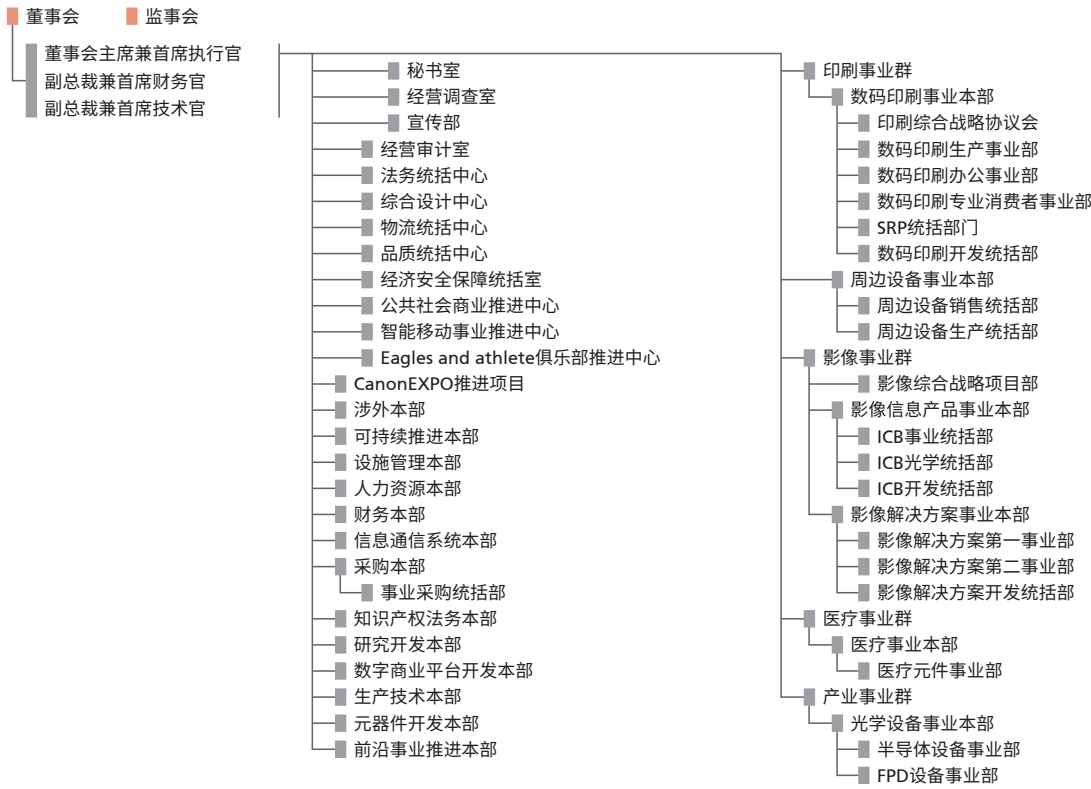 董事会
监事会
董事会主席兼首席执行官
副总裁兼首席财务官
副总裁兼首席技术官
秘书室
经营调查室
宣传部
经营审计室
法务统括中心
综合设计中心
物流统括中心
品质统括中心
经济安全保障统括室
公共社会商业推进中心
智能移动事业推进中心
Eagles and athlete俱乐部推进中心
CanonEXPO推进项目
涉外本部
可持续推进本部
设施管理本部
人力资源本部
财务本部
信息通信系统本部
采购本部
事业采购统括部
知识产权法务本部
研究开发本部
数字商业平台开发本部
生产技术本部
元器件开发本部
前沿事业推进本部
印刷事业群
数码印刷事业本部
印刷综合战略协议会
数码印刷生产事业部
数码印刷办公事业部
数码印刷专业消费者事业部
SRP统括部门
数码印刷开发统括部
周边设备事业本部
周边设备销售统括部
周边设备生产统括部
影像事业群
影像综合战略项目部
影像信息产品事业本部
ICB事业统括部
ICB光学统括部
ICB开发统括部
影像解决方案事业本部
影像解决方案第一事业部
影像解决方案第二事业部
影像解决方案开发统括部
医疗事业群
医疗事业本部
医疗元件事业部
产业事业群
光学设备事业本部
半导体设备事业部
FPD设备事业部